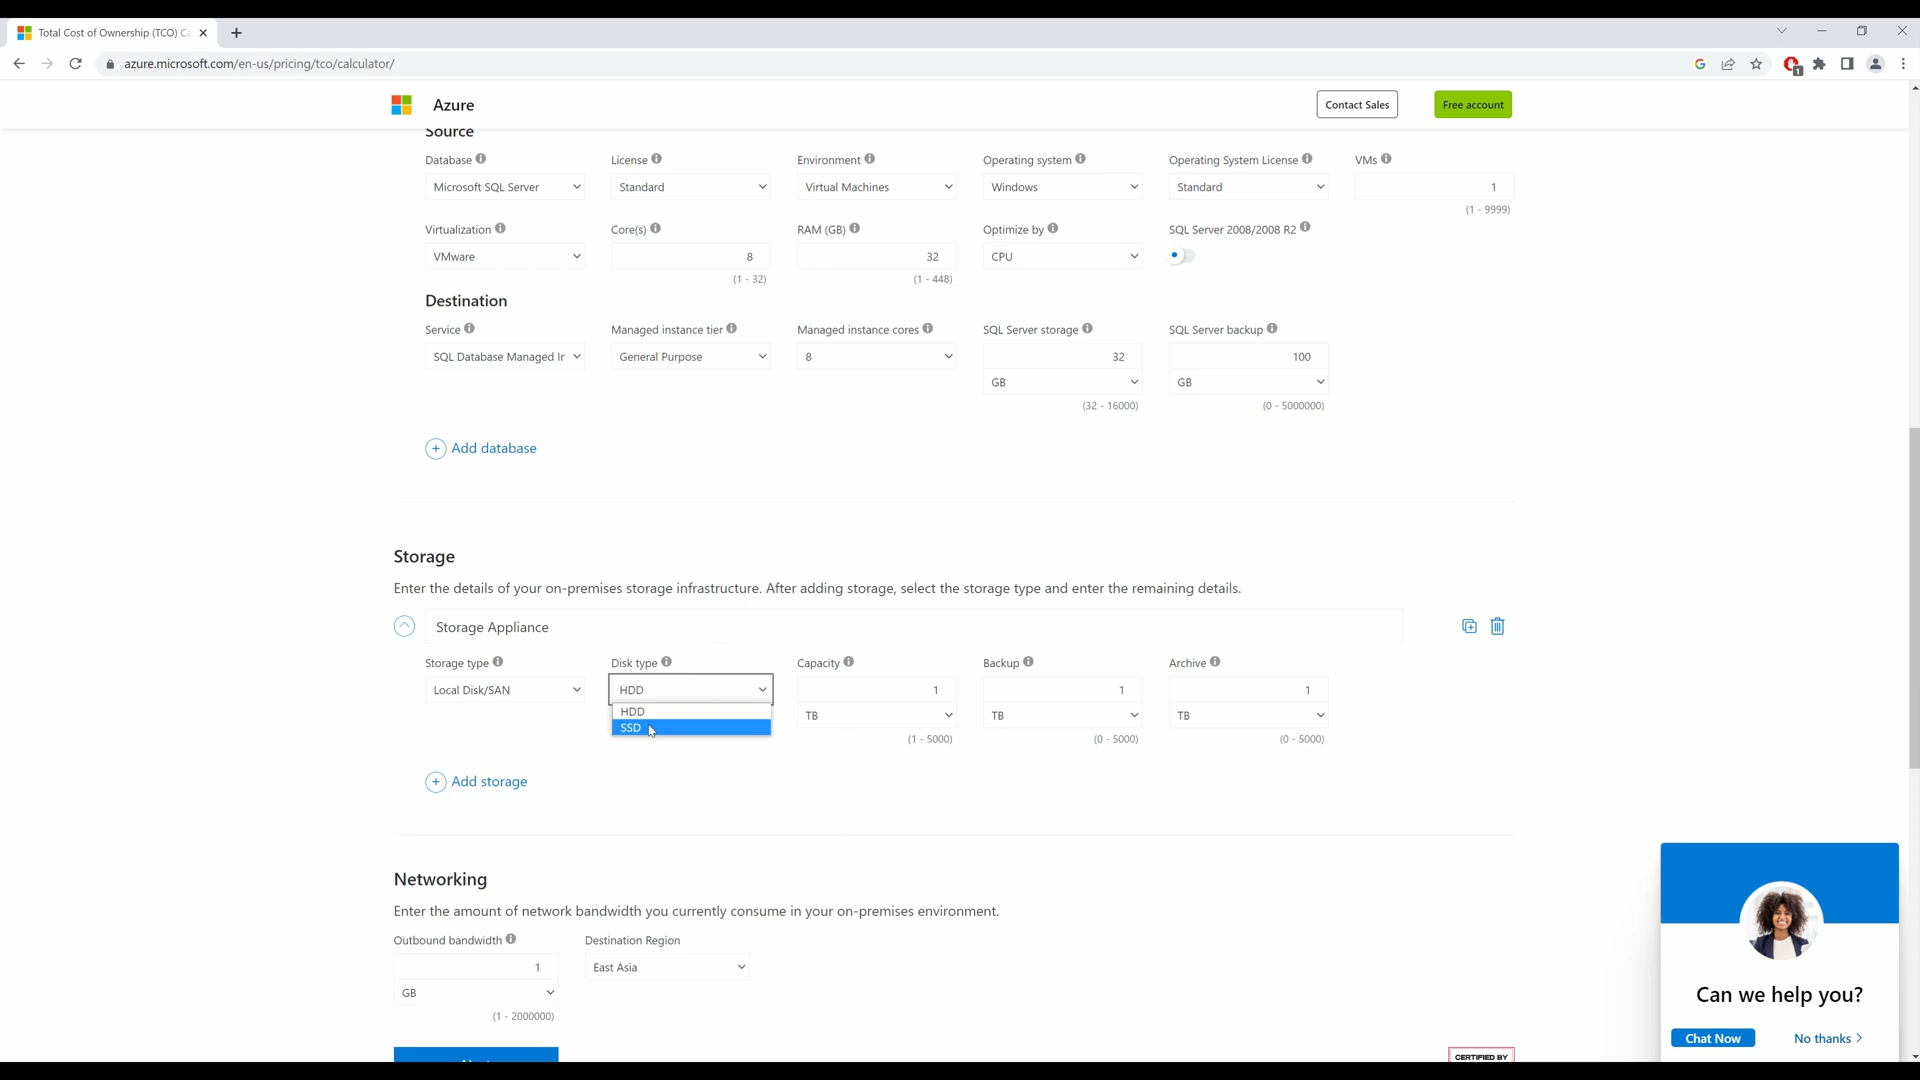 Total Cost of Ownership (TCO) Ca
azure.microsoft.com/en-us/pricing/tco/calculator/
1
Azure
Contact Sales
Free account
Source
Database
License
Environment
Operating system
Operating System License
VMs
Microsoft SQL Server
Standard
Virtual Machines
Windows
Standard
1
(1 - 9999)
Virtualization
Core(s)
RAM (GB)
Optimize by
SQL Server 2008/2008 R2
VMware
8
32
CPU
(1 - 32)
(1 - 448)
Destination
Service
Managed instance tier
Managed instance cores
SQL Server storage
SQL Server backup
SQL Database Managed Ir
General Purpose
8
32
100
GB
GB
(32 - 16000)
(0 - 5000000)
Add database
Storage
Enter the details of your on-premises storage infrastructure. After adding storage, select the storage type and enter the remaining details.
Storage Appliance
Storage type
Disk type
Capacity
Backup
Archive
Local Disk/SAN
HDD
1
1
1
HDD
SSD
TB
TB
TB
(1 - 5000)
(0 - 5000)
(0 - 5000)
Add storage
Networking
Enter the amount of network bandwidth you currently consume in your on-premises environment.
Outbound bandwidth
Destination Region
1
East Asia
GB
(1 - 2000000)
CERTIFIED BY
Can we help you?
Chat Now
No thanks